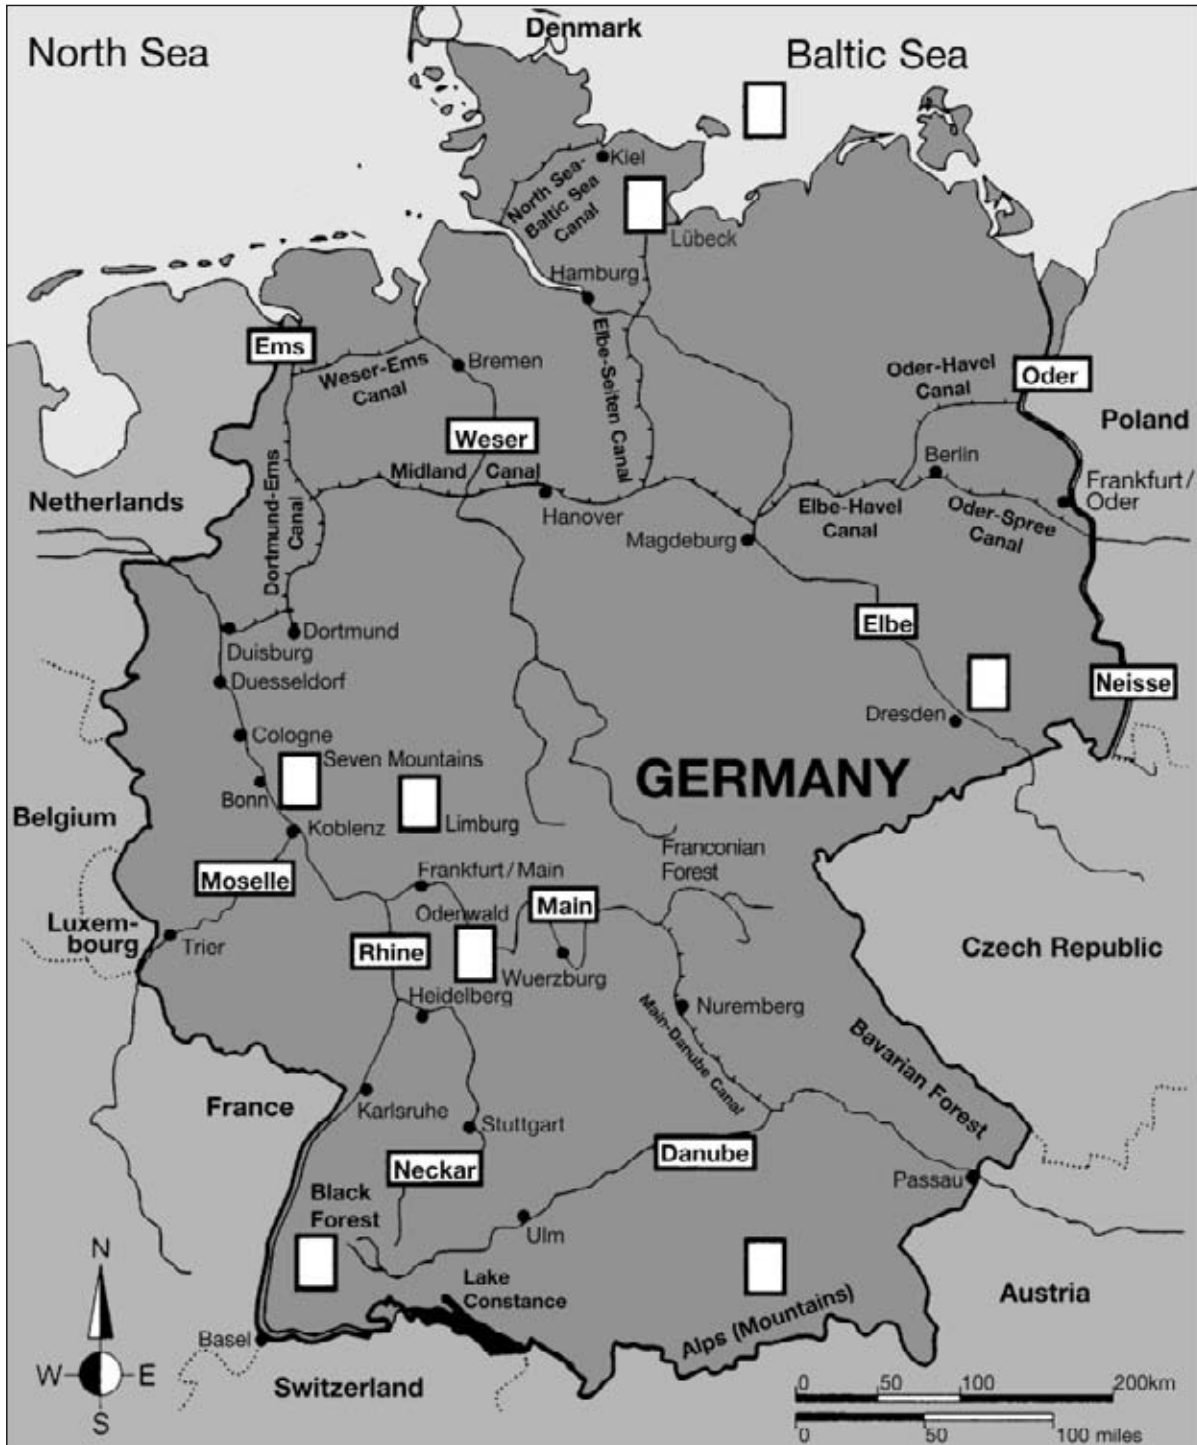 Denmark
North Sea
Baltic Sea
Kiel
North Sea-
Baltic Sea
Canal
Lübeck
Hamburg
Ems
Weser-Ems
Canal
Bremen
Elbe-Seiten Canal
Oder-Havel
Canal
Oder
Poland
Weser
Midland Canal
Berlin
Netherlands
Dortmund-Ems
Canal
Hanover
Elbe-Havel
Canal
Oder-Spree
Canal
Frankfurt/
Oder
Magdeburg
Elbe
Dortmund
Duisburg
Duesseldorf
Neisse
Dresden
Cologne
Seven Mountains
GERMANY
Bonn
Belgium
Limburg
Koblenz
Franconian
Forest
Moselle
Frankfurt/Main
Odenwald
Main
Luxem-
bourg
Trier
Rhine
Wuerzburg
Czech Republic
Heidelberg
Nuremberg
Main-Danube Canal
Bavarian Forest
France
Karlsruhe
Stuttgart
Neckar
Danube
Passau
Black
Forest
Ulm
N
Lake
Constance
Alps (Mountains)
Austria
Basel
W
E
S
Switzerland
0 50 100 200km
0 50 100 miles